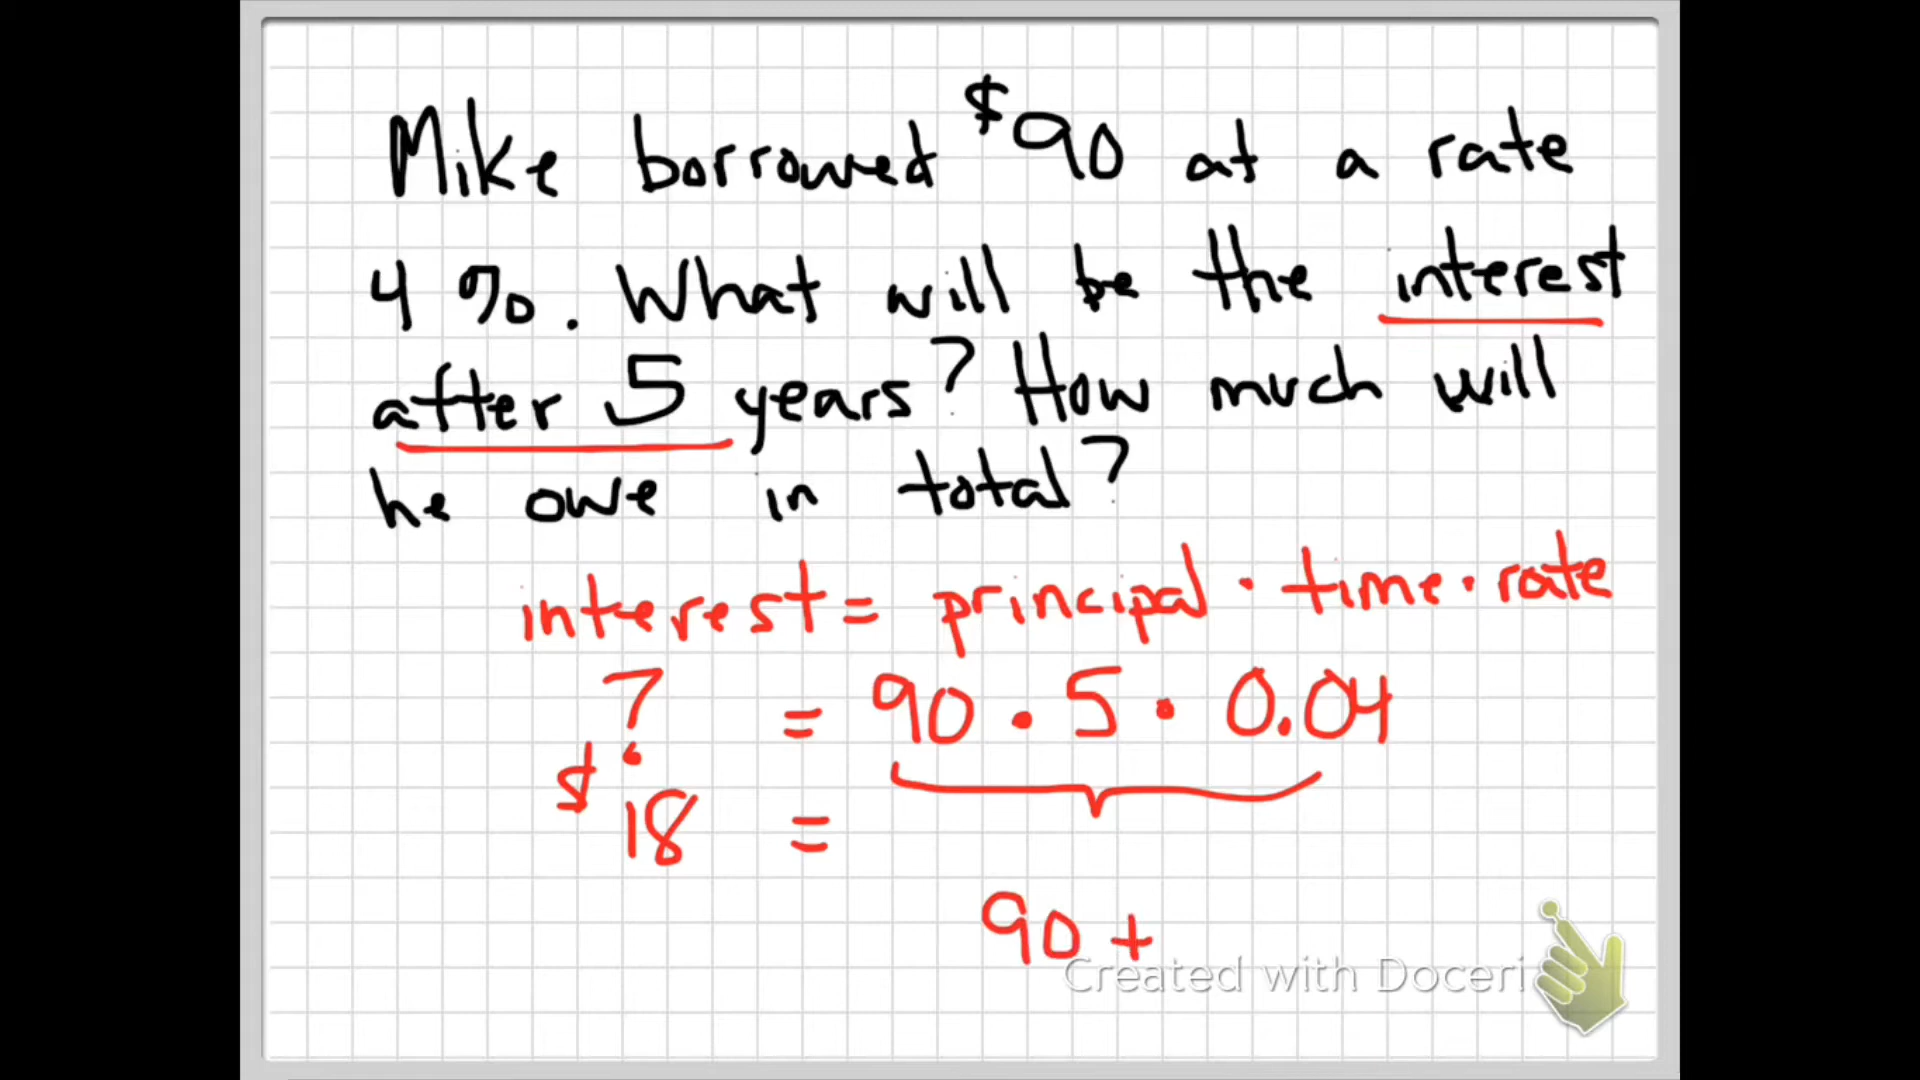 Mike borrowed $90 at a rate
4%. What will be the interest
after 5 years? How much will
he owe in total?
interest = principal · time · rate
? = 90 · 5 · 0.04
$18 =
90 +
Created with Doceri